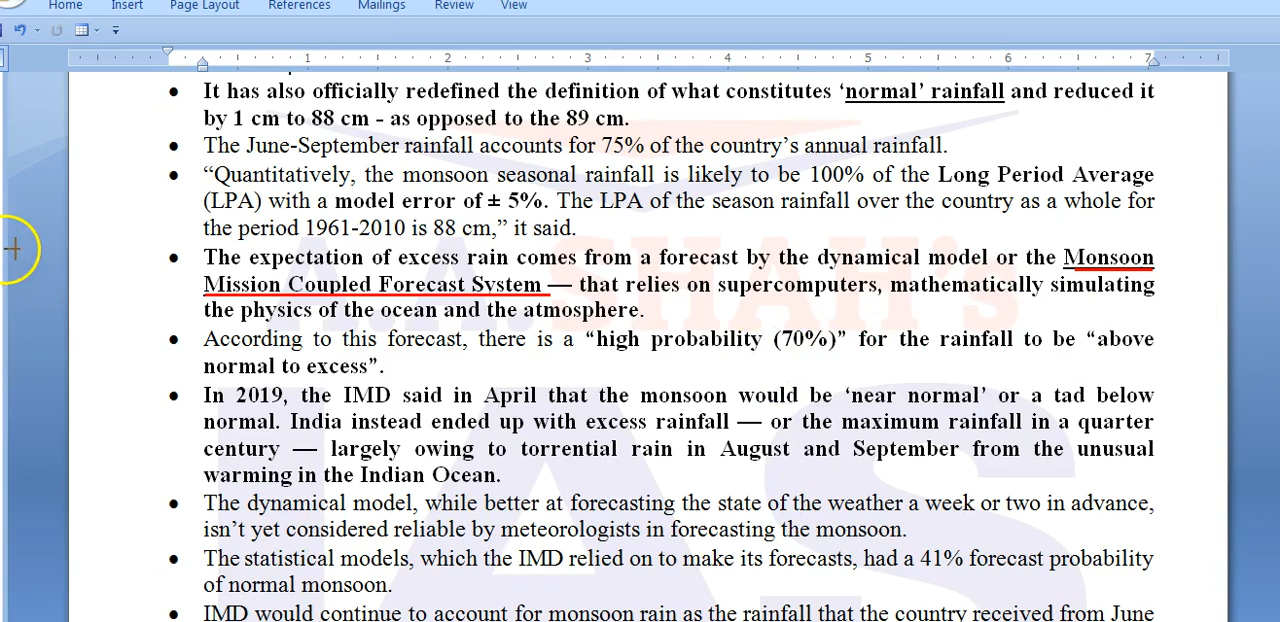 Home Insert Page Layout References Mailings Review View
1 2 3 4 5 6 7
• It has also officially redefined the definition of what constitutes ‘normal’ rainfall and reduced it
by 1 cm to 88 cm - as opposed to the 89 cm.
• The June-September rainfall accounts for 75% of the country’s annual rainfall.
• “Quantitatively, the monsoon seasonal rainfall is likely to be 100% of the Long Period Average
(LPA) with a model error of ± 5%. The LPA of the season rainfall over the country as a whole for
the period 1961-2010 is 88 cm,” it said.
• The expectation of excess rain comes from a forecast by the dynamical model or the Monsoon
Mission Coupled Forecast System — that relies on supercomputers, mathematically simulating
the physics of the ocean and the atmosphere.
• According to this forecast, there is a “high probability (70%)” for the rainfall to be “above
normal to excess”.
• In 2019, the IMD said in April that the monsoon would be ‘near normal’ or a tad below
normal. India instead ended up with excess rainfall — or the maximum rainfall in a quarter
century — largely owing to torrential rain in August and September from the unusual
warming in the Indian Ocean.
• The dynamical model, while better at forecasting the state of the weather a week or two in advance,
isn’t yet considered reliable by meteorologists in forecasting the monsoon.
• The statistical models, which the IMD relied on to make its forecasts, had a 41% forecast probability
of normal monsoon.
• IMD would continue to account for monsoon rain as the rainfall that the country received from June
A.A.SHAH's
IAS